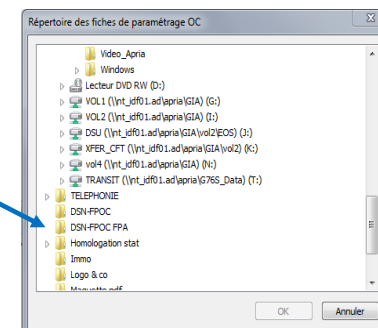 Répertoire des fiches de paramétrage OC
Video_Apria
Windows
Lecteur DVD RW (D:)
VOL1 (\\nt_idf01.ad\apria\GIA) (G:)
VOL2 (\\nt_idf01.ad\apria\GIA) (I:)
DSU (\\nt_idf01.ad\apria\GIA\vol2\EOS) (J:)
XFER_CFT (\\nt_idf01.ad\apria\GIA\vol2) (K:)
vol4 (\\nt_idf01.ad\apria\GIA) (N:)
TRANSIT (\\nt_idf01.ad\apria\G76S_Data) (T:)
TELEPHONIE
DSN-FPOC
DSN-FPOC FPA
Homologation stat
Immo
Logo & co
Maquette pdf
OK Annuler